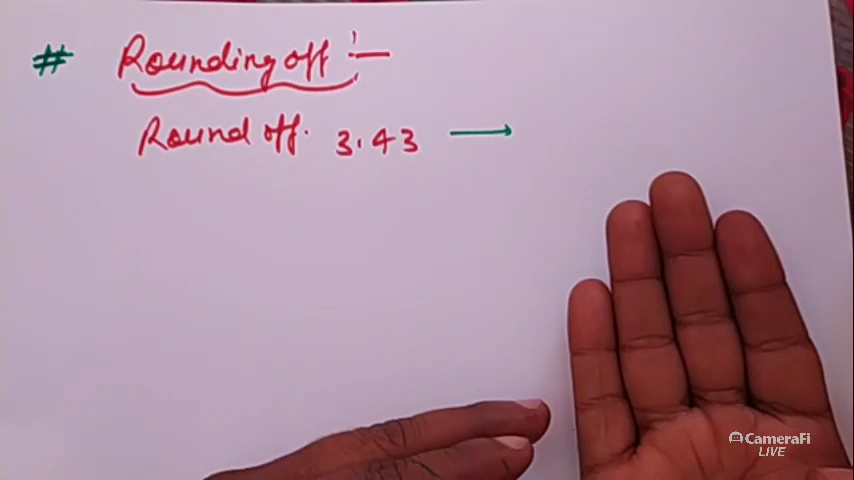 # Rounding off :—
Round off. 3.43 →
CameraFi
LIVE